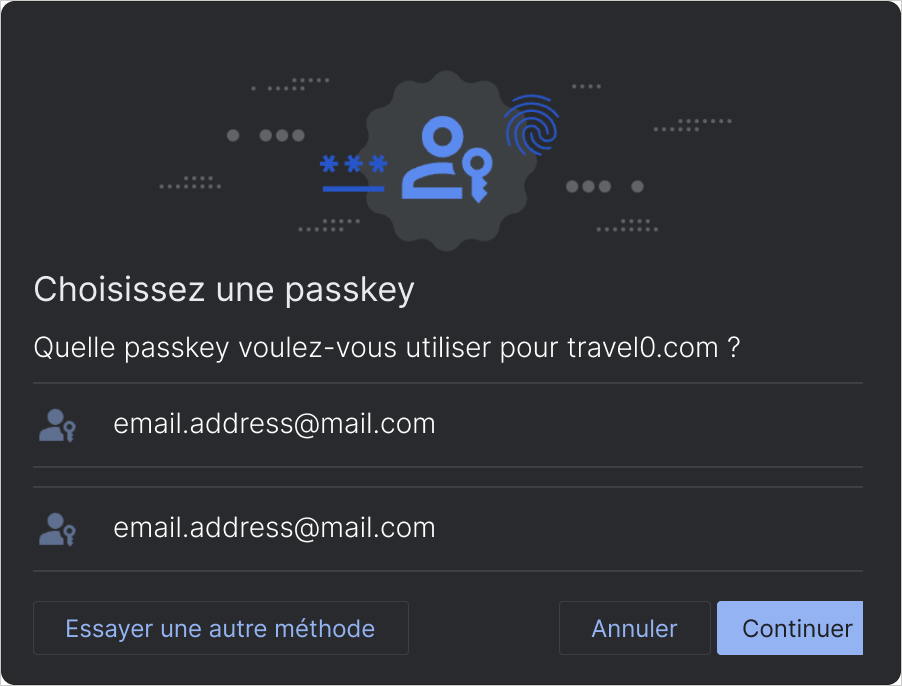 ***
Choisissez une passkey
Quelle passkey voulez-vous utiliser pour travel0.com ?
email.address@mail.com
email.address@mail.com
Essayer une autre méthode
Annuler
Continuer